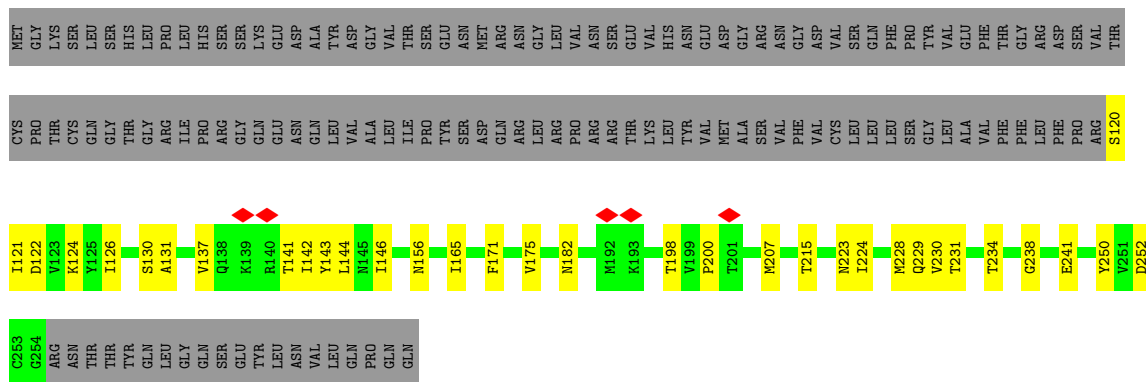 MET GLY LYS SER LEU SER HIS LEU PRO LEU HIS SER SER LYS GLU ASP ALA TYR ASP GLY VAL THR SER GLU ASN MET ARG ASN GLY LEU VAL ASN SER GLU VAL HIS ASN GLU ASP GLY ARG ASN GLY ASP VAL SER GLN PHE PRO TYR VAL GLU PHE THR GLY ARG ASP SER VAL THR
CYS PRO THR CYS GLN GLY THR GLY ARG ILE PRO ARG GLY GLN GLU ASN GLN LEU VAL ALA LEU ILE PRO TYR SER ASP GLN ARG LEU ARG PRO ARG ARG THR LYS LEU TYR VAL MET ALA SER VAL PHE VAL CYS LEU LEU LEU SER GLY LEU ALA VAL PHE PHE LEU PHE PRO ARG S120
I121 D122 V123 K124 Y125 I126 S130 A131 V137 Q138 K139 R140 T141 I142 Y143 L144 N145 I146 N156 I165 F171 V175 N182 M192 K193 T198 V199 P200 T201 M207 T215 N223 I224 M228 Q229 V230 T231 T234 G238 E241 Y250 V251 D252
C253 G254 ARG ASN THR THR TYR GLN LEU GLY GLN SER GLU TYR LEU ASN VAL LEU GLN PRO GLN GLN